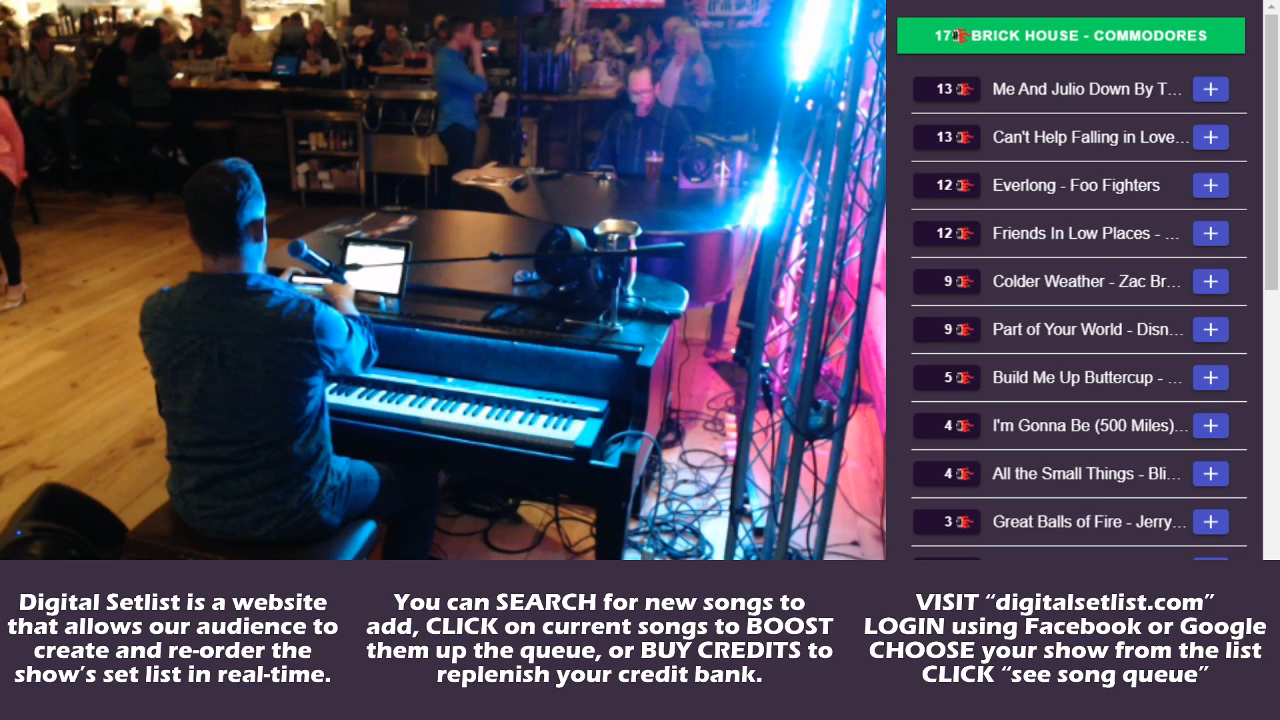 17 BRICK HOUSE - COMMODORES
13 Me And Julio Down By T...
13 Can't Help Falling in Love...
12 Everlong - Foo Fighters
12 Friends In Low Places - ...
9 Colder Weather - Zac Br...
9 Part of Your World - Disn...
5 Build Me Up Buttercup - ...
4 I'm Gonna Be (500 Miles)...
4 All the Small Things - Bli...
3 Great Balls of Fire - Jerry...
Digital Setlist is a website
that allows our audience to
create and re-order the
show's set list in real-time.
You can SEARCH for new songs to
add, CLICK on current songs to BOOST
them up the queue, or BUY CREDITS to
replenish your credit bank.
VISIT “digitalsetlist.com”
LOGIN using Facebook or Google
CHOOSE your show from the list
CLICK “see song queue”